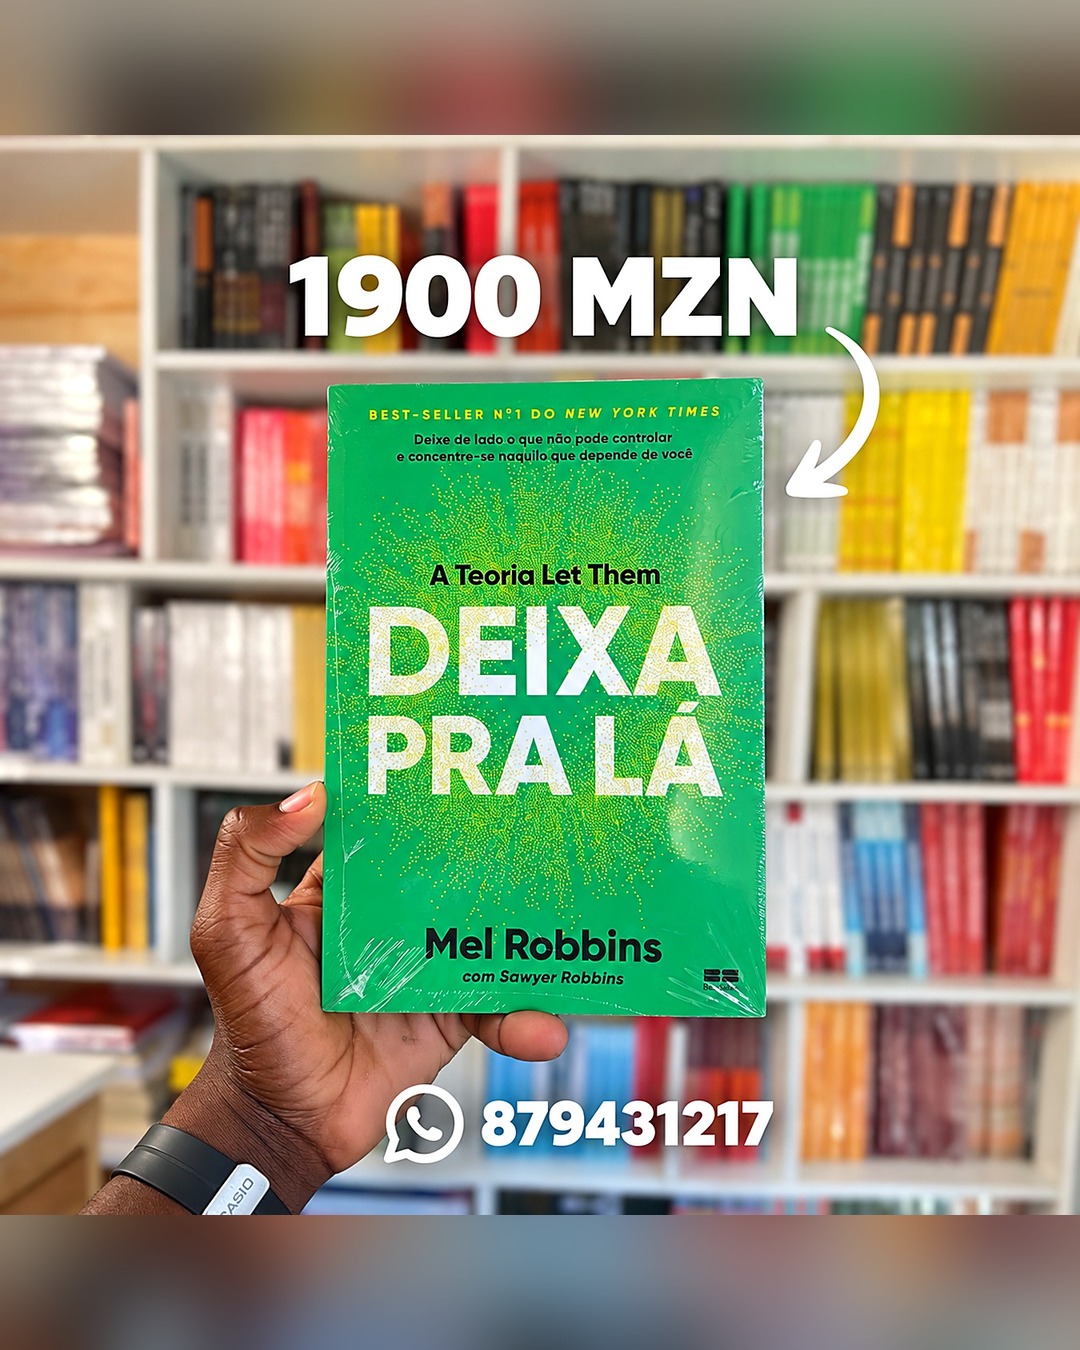 1900 MZN
BEST-SELLER Nº1 DO NEW YORK TIMES
Deixe de lado o que não pode controlar
e concentre-se naquilo que depende de você
A Teoria Let Them
DEIXA
PRA LÁ
Mel Robbins
com Sawyer Robbins
879431217